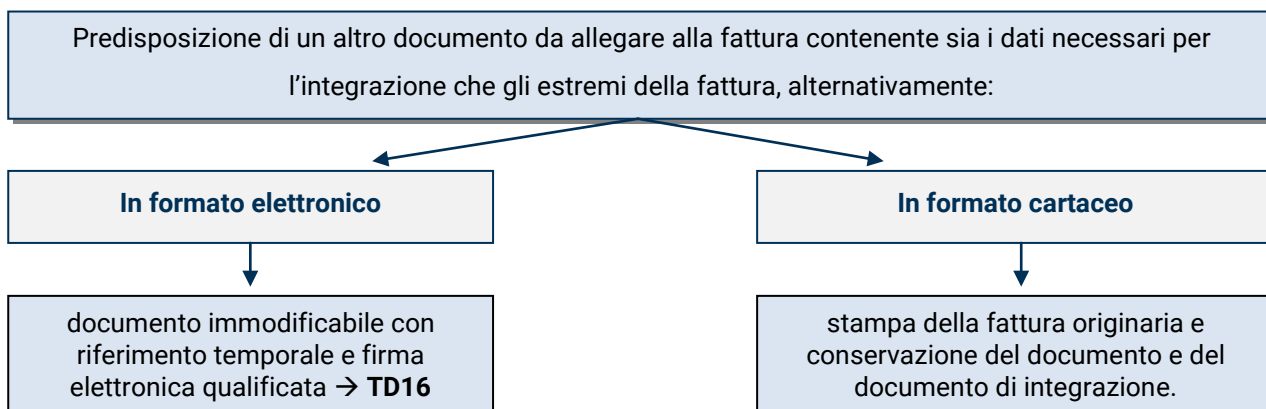 Predisposizione di un altro documento da allegare alla fattura contenente sia i dati necessari per
l'integrazione che gli estremi della fattura, alternativamente:
In formato elettronico
In formato cartaceo
documento immodificabile con
riferimento temporale e firma
elettronica qualificata → TD16
stampa della fattura originaria e
conservazione del documento e del
documento di integrazione.